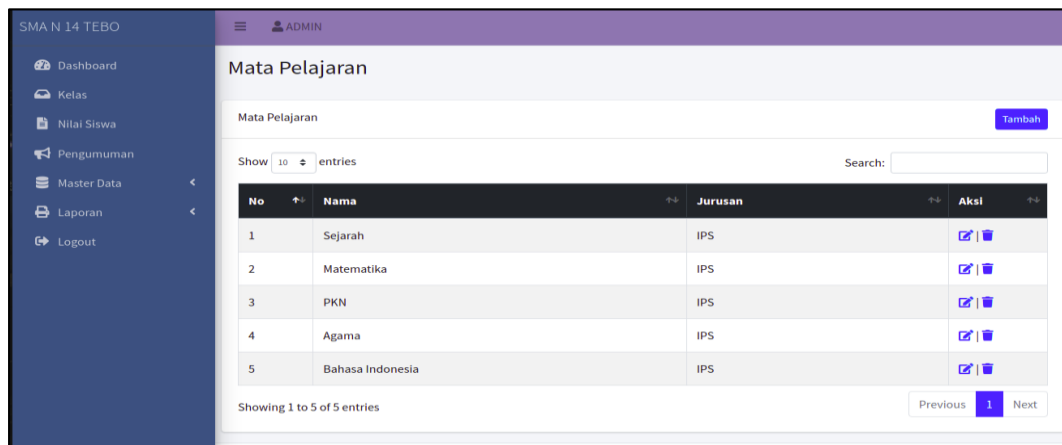 SMA N 14 TEBO
ADMIN
Dashboard
Kelas
Nilai Siswa
Pengumuman
Master Data
Laporan
Logout
Mata Pelajaran
Mata Pelajaran
Tambah
Show 10 entries
Search:
No Nama Jurusan Aksi
1 Sejarah IPS |
2 Matematika IPS |
3 PKN IPS |
4 Agama IPS |
5 Bahasa Indonesia IPS |
Showing 1 to 5 of 5 entries
Previous 1 Next